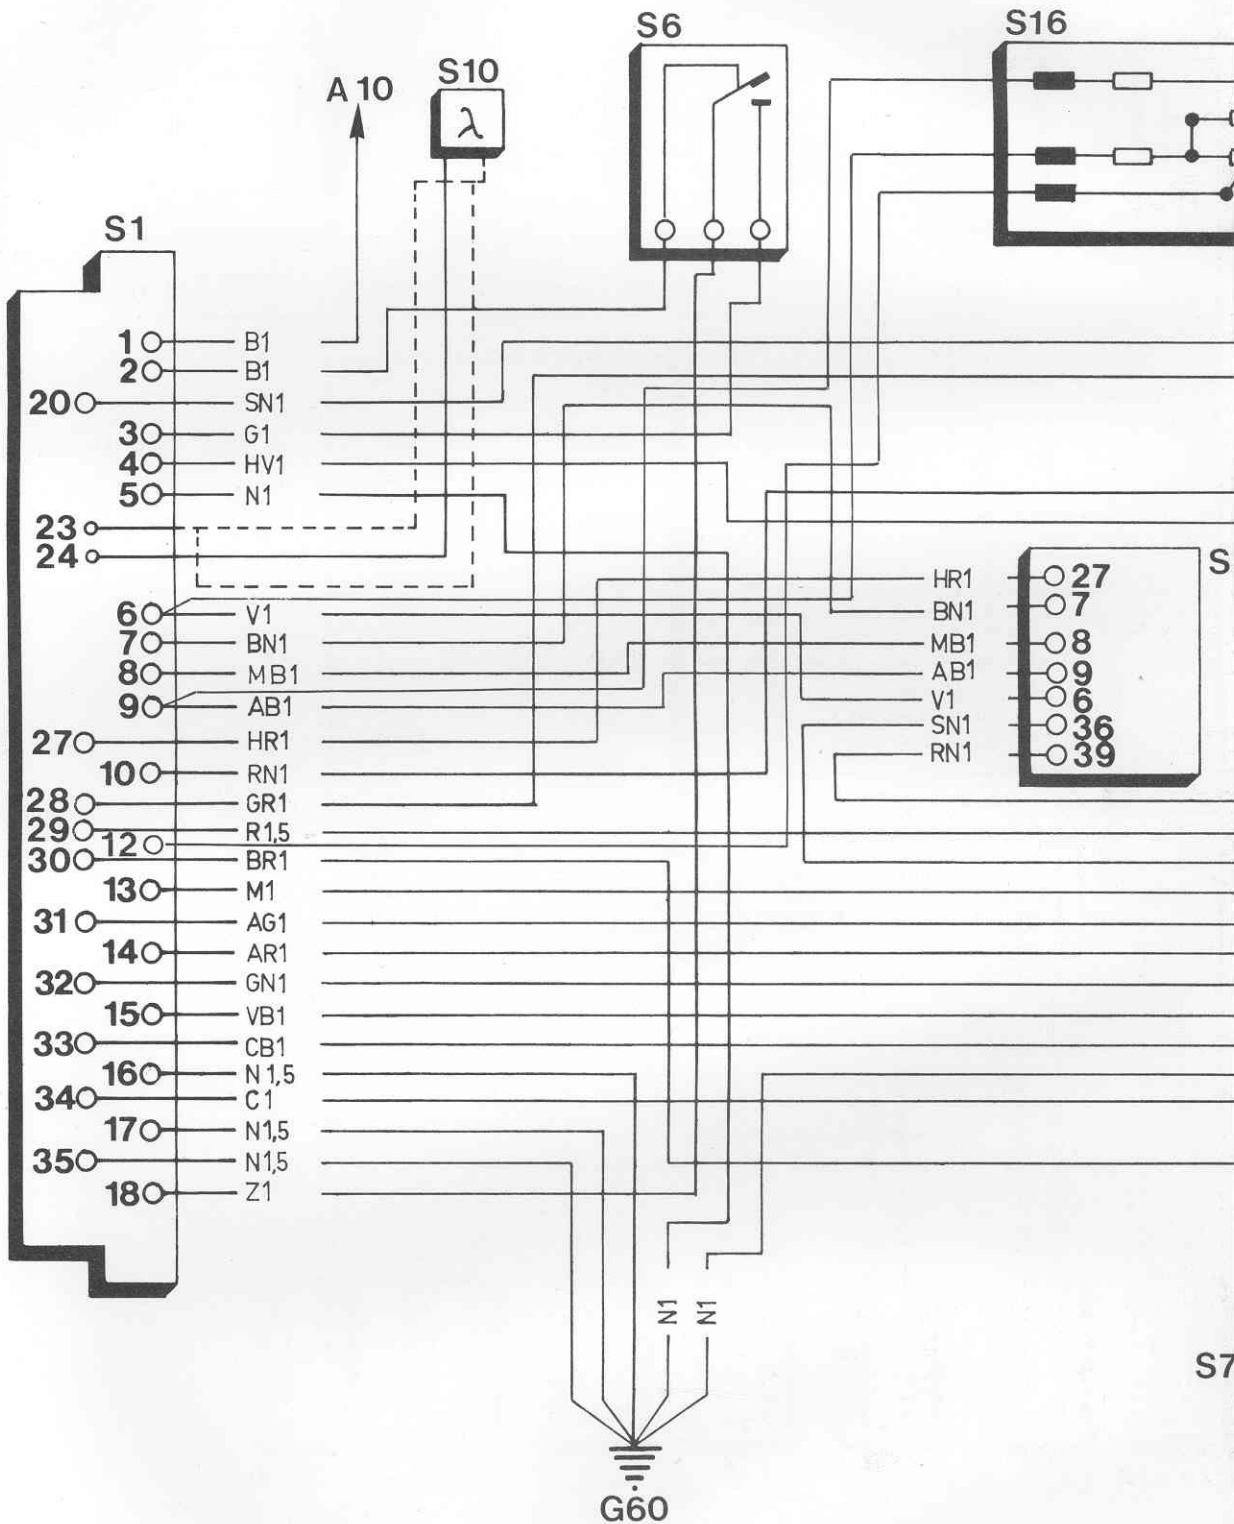 S6
S16
S10
A 10
λ
S1
1 B1
2 B1
20 SN1
3 G1
4 HV1
5 N1
23
24
6 V1
7 BN1
8 MB1
9 AB1
27 HR1
10 RN1
28 GR1
29 R1,5
12
30 BR1
13 M1
31 AG1
14 AR1
32 GN1
15 VB1
33 CB1
16 N1,5
34 C1
17 N1,5
35 N1,5
18 Z1
S
HR1 27
BN1 7
MB1 8
AB1 9
V1 6
SN1 36
RN1 39
N1
N1
S7
G60